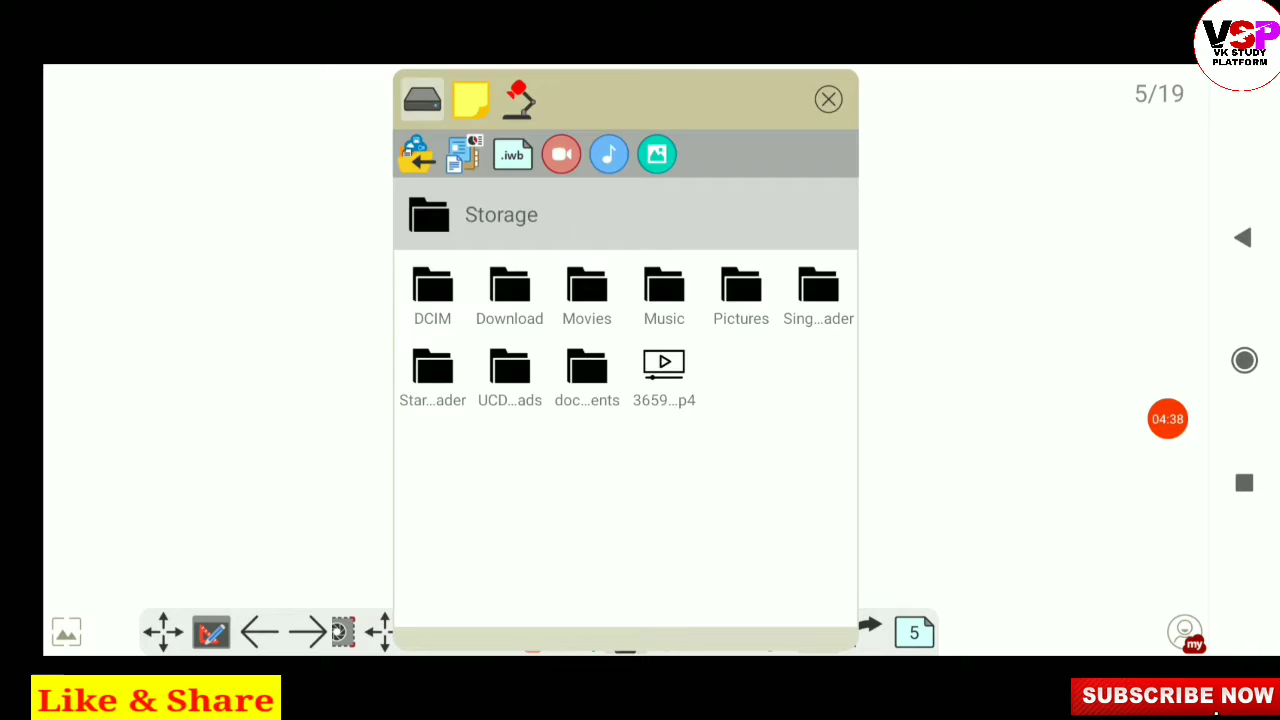 VSP
VK STUDY
PLATFORM
5/19
.iwb
Storage
DCIM
Download
Movies
Music
Pictures
Sing...ader
Star...ader
UCD...ads
doc...ents
3659...p4
04:38
5
my
Like & Share
SUBSCRIBE NOW